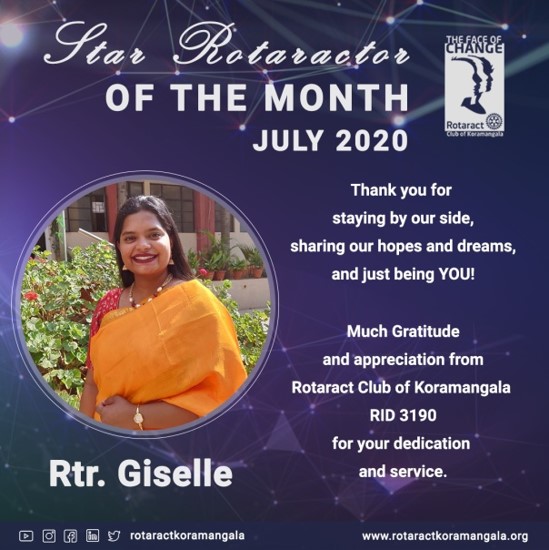 Star Rotaractor
OF THE MONTH
JULY 2020
THE FACE OF
CHANGE
Rotaract
Club of Koramangala
Thank you for
staying by our side,
sharing our hopes and dreams,
and just being YOU!
Much Gratitude
and appreciation from
Rotaract Club of Koramangala
RID 3190
for your dedication
and service.
Rtr. Giselle
rotaractkoramangala
www.rotaractkoramangala.org